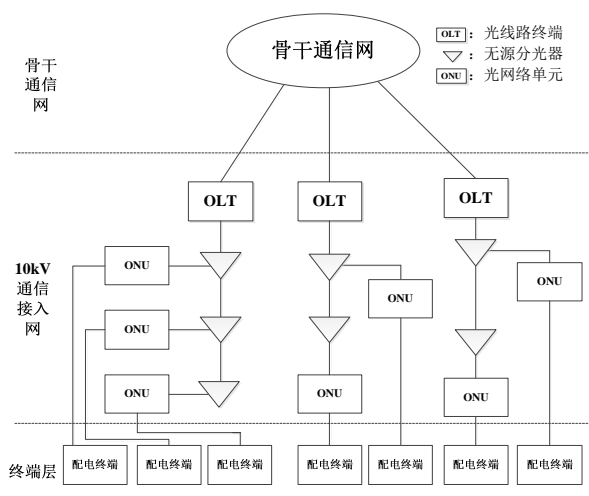 骨干通信网
OLT：光线路终端
：无源分光器
ONU：光网络单元
骨干
通信
网
OLT
OLT
OLT
10kV
通信
接入
网
ONU
ONU
ONU
ONU
ONU
ONU
ONU
终端层
配电终端
配电终端
配电终端
配电终端
配电终端
配电终端
配电终端